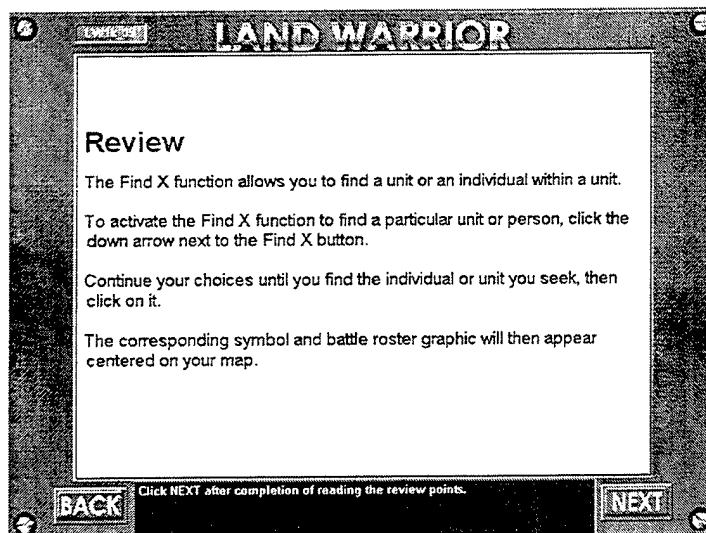 LAND WARRIOR
Review
The Find X function allows you to find a unit or an individual within a unit.
To activate the Find X function to find a particular unit or person, click the
down arrow next to the Find X button.
Continue your choices until you find the individual or unit you seek, then
click on it.
The corresponding symbol and battle roster graphic will then appear
centered on your map.
Click NEXT after completion of reading the review points.
BACK
NEXT